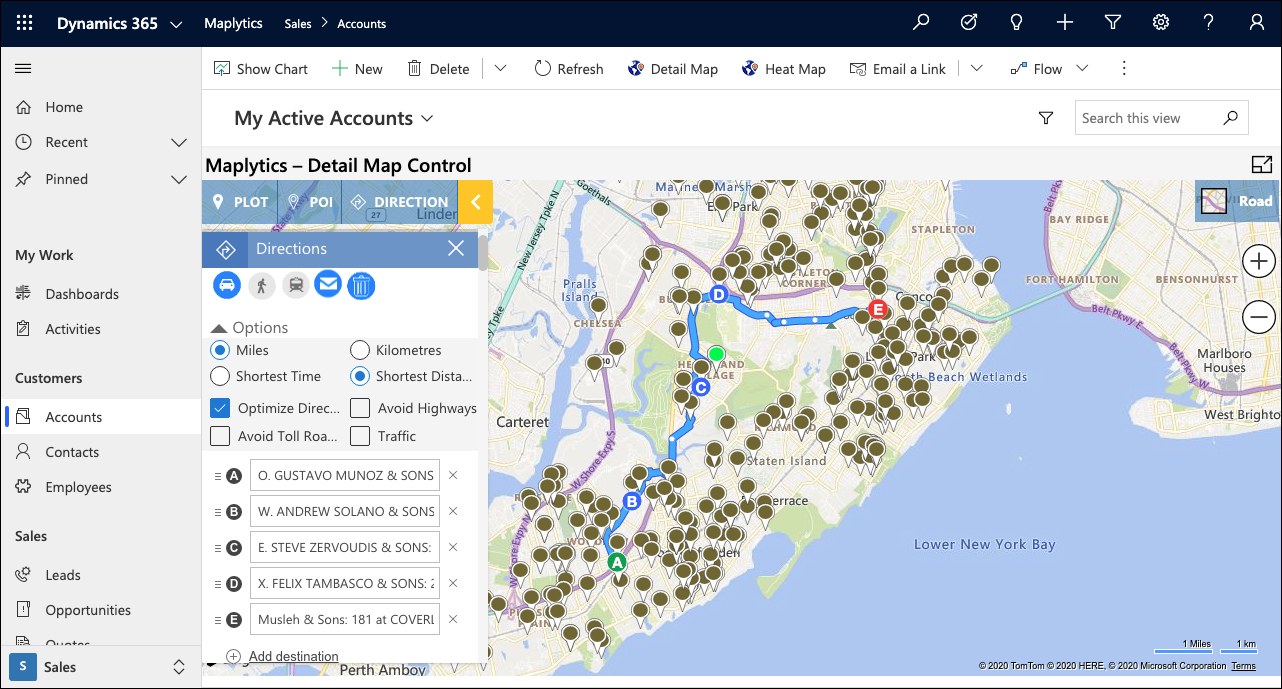 Dynamics 365 Maplytics Sales > Accounts
Show Chart New Delete Refresh Detail Map Heat Map Email a Link Flow
Home
Recent
Pinned
My Work
Dashboards
Activities
Customers
Accounts
Contacts
Employees
Sales
Leads
Opportunities
Quotes
S Sales
My Active Accounts
Search this view
Maplytics – Detail Map Control
PLOT POI DIRECTION
Directions
Options
Miles Kilometres
Shortest Time Shortest Dista...
Optimize Direc... Avoid Highways
Avoid Toll Roa... Traffic
A O. GUSTAVO MUNOZ & SONS
B W. ANDREW SOLANO & SONS
C E. STEVE ZERVOUDIS & SONS:
D X. FELIX TAMBASCO & SONS: 2
E Musleh & Sons: 181 at COVERL
Add destination
Road
27
Linden
Goethals
New Jersey Tpke N
Pralls
Island
CHELSEA
Carteret
W Shore Expy S
W Shore Expy N
Perth Amboy
Park
STAPLETON
BAY RIDGE
FORT HAMILTON
BENSONHURST
Belt Pkwy E
Belt Pkwy W
Marlboro
Houses
West Brighto
Beach Wetlands
Staten Island
Lower New York Bay
D
E
C
B
A
1 Miles 1 km
© 2020 TomTom © 2020 HERE, © 2020 Microsoft Corporation Terms